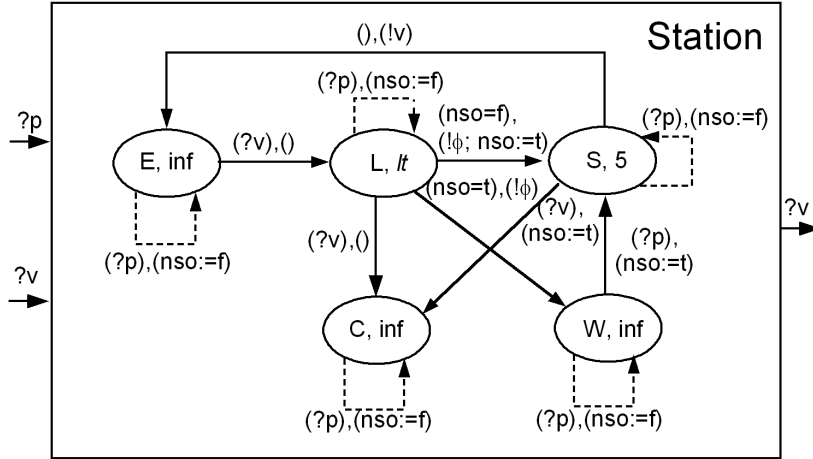 (),(!v)
Station
(?p),(nso:=f)
(nso=f),
(!ϕ; nso:=t)
(?p),(nso:=f)
?p
(?v),()
E, inf
L, lt
S, 5
(nso=t),(!ϕ)
(?v),
(nso:=t)
?v
(?v),()
(?p),
(nso:=t)
(?p),(nso:=f)
?v
C, inf
W, inf
(?p),(nso:=f)
(?p),(nso:=f)